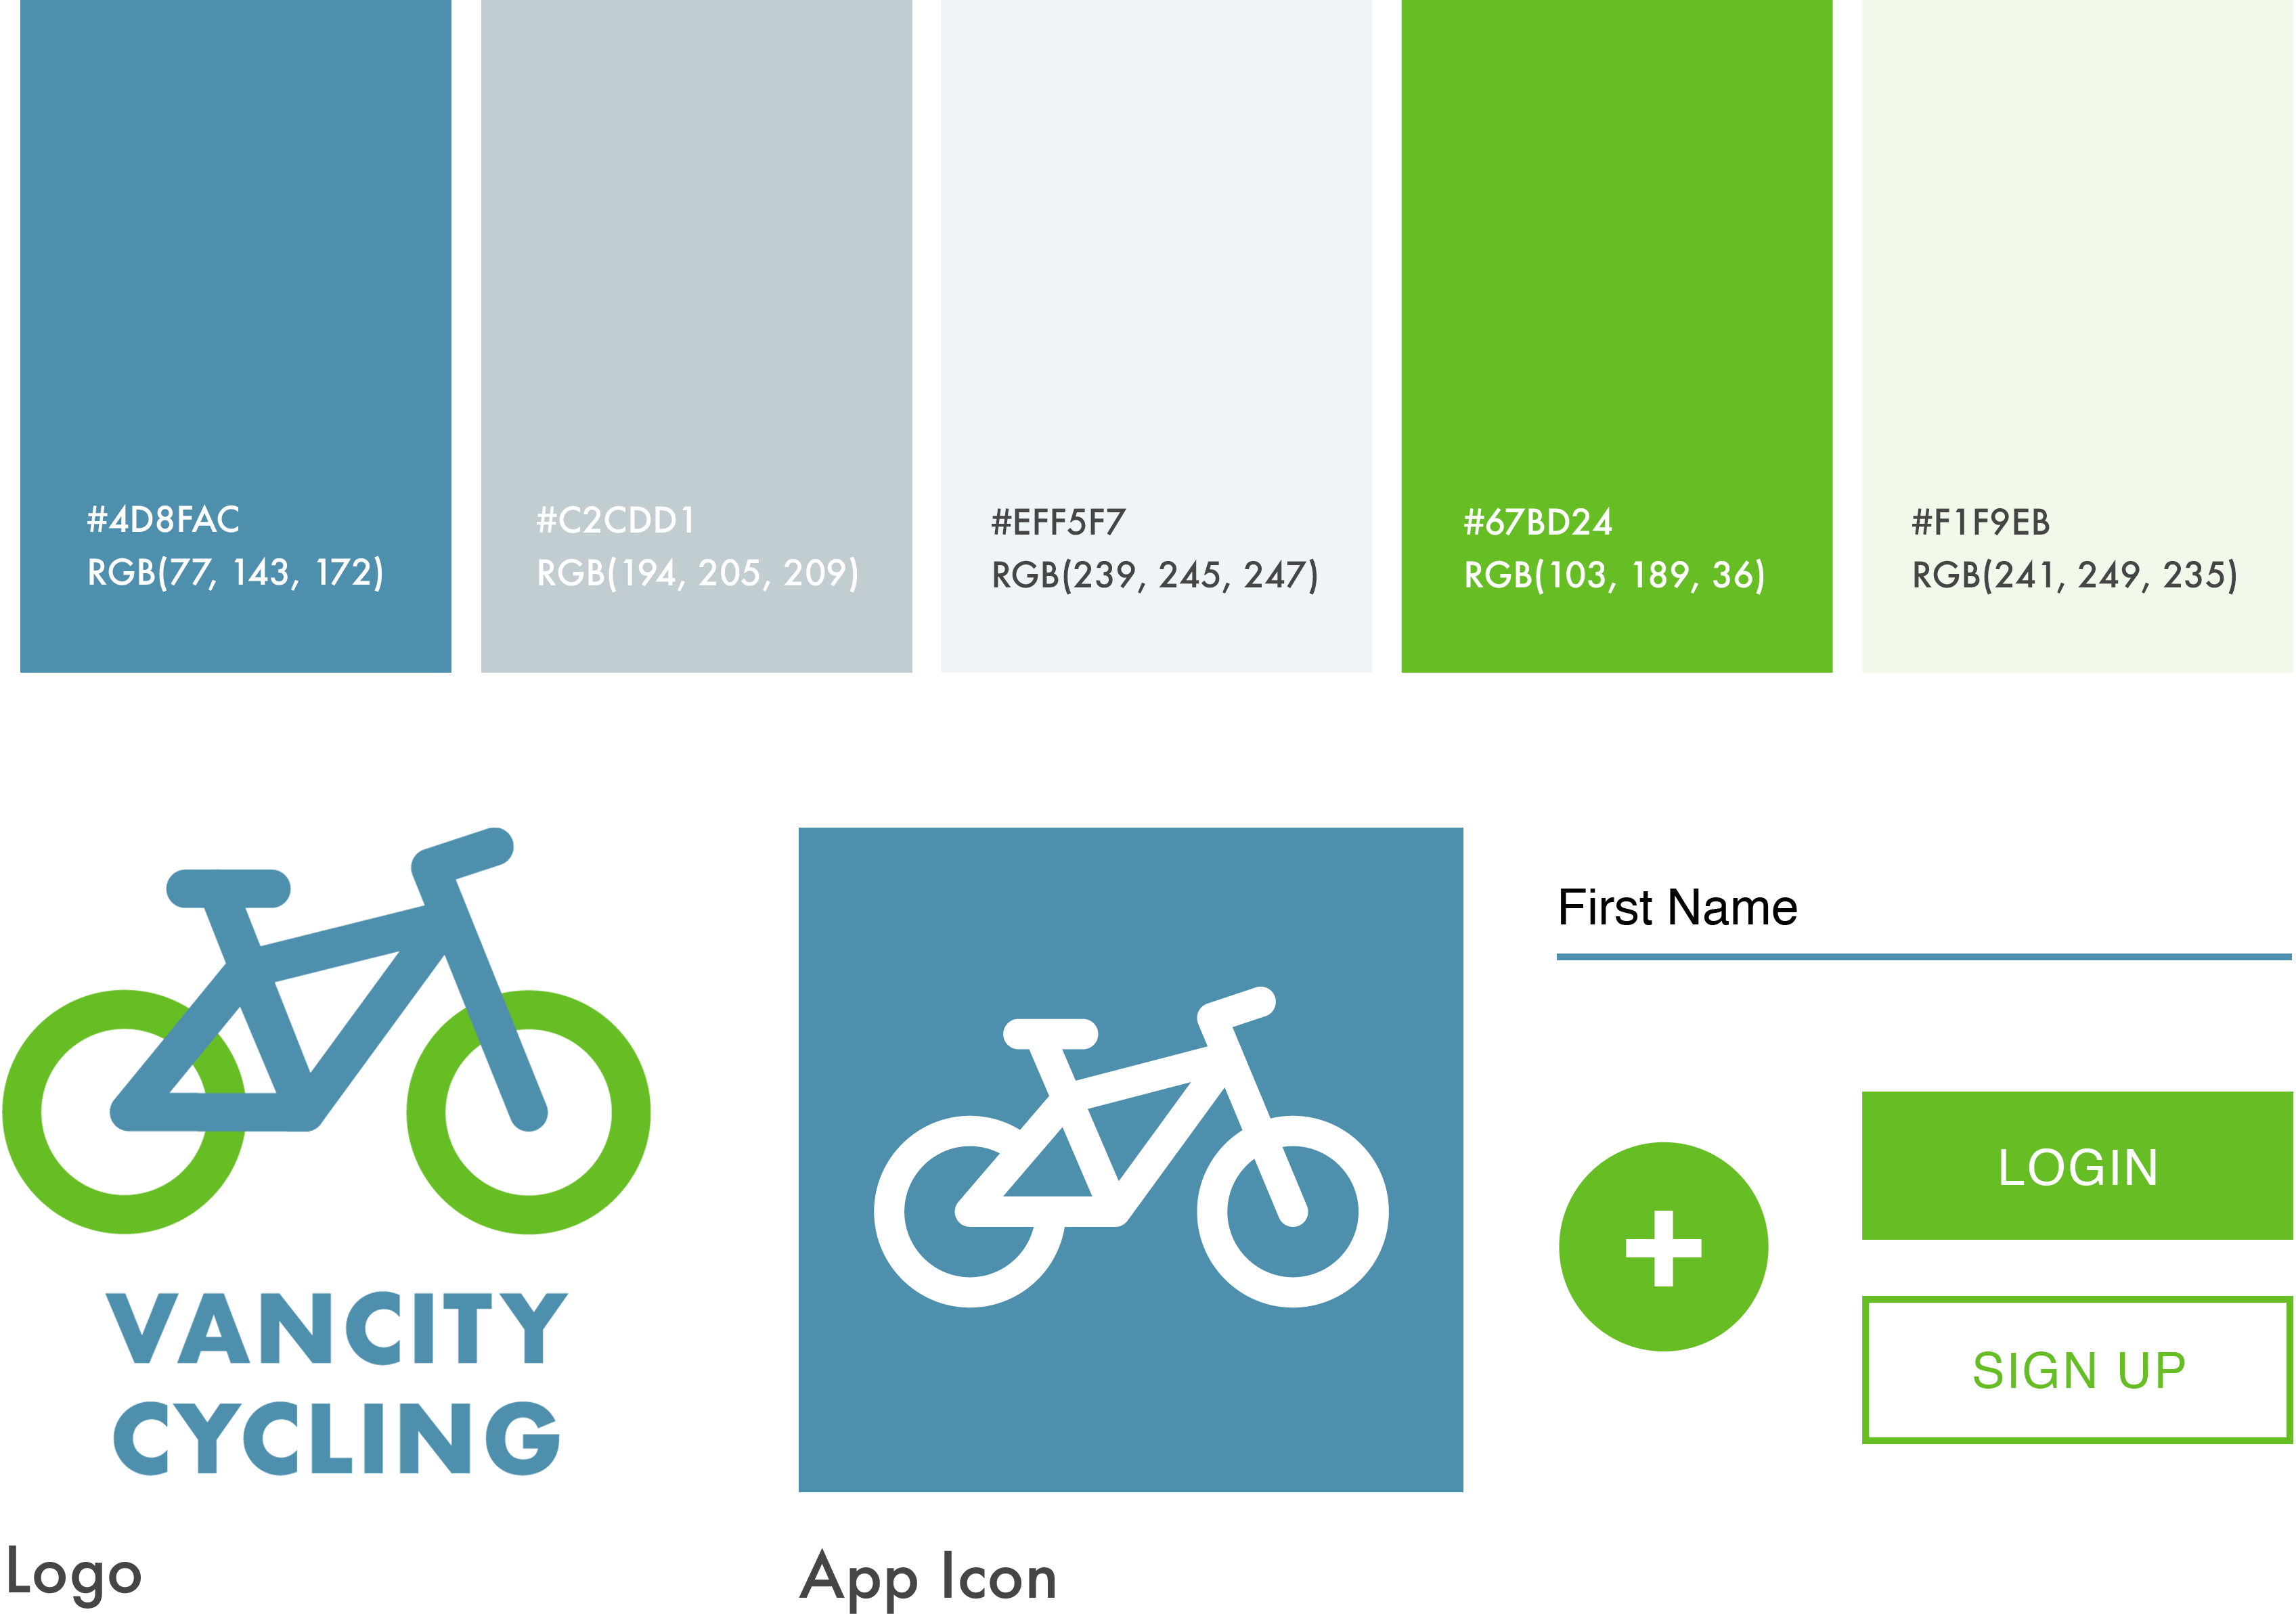 #4D8FAC
RGB(77, 143, 172)
#C2CDD1
RGB(194, 205, 209)
#EFF5F7
RGB(239, 245, 247)
#67BD24
RGB(103, 189, 36)
#F1F9EB
RGB(241, 249, 235)
VANCITY
CYCLING
Logo
App Icon
First Name
+
LOGIN
SIGN UP